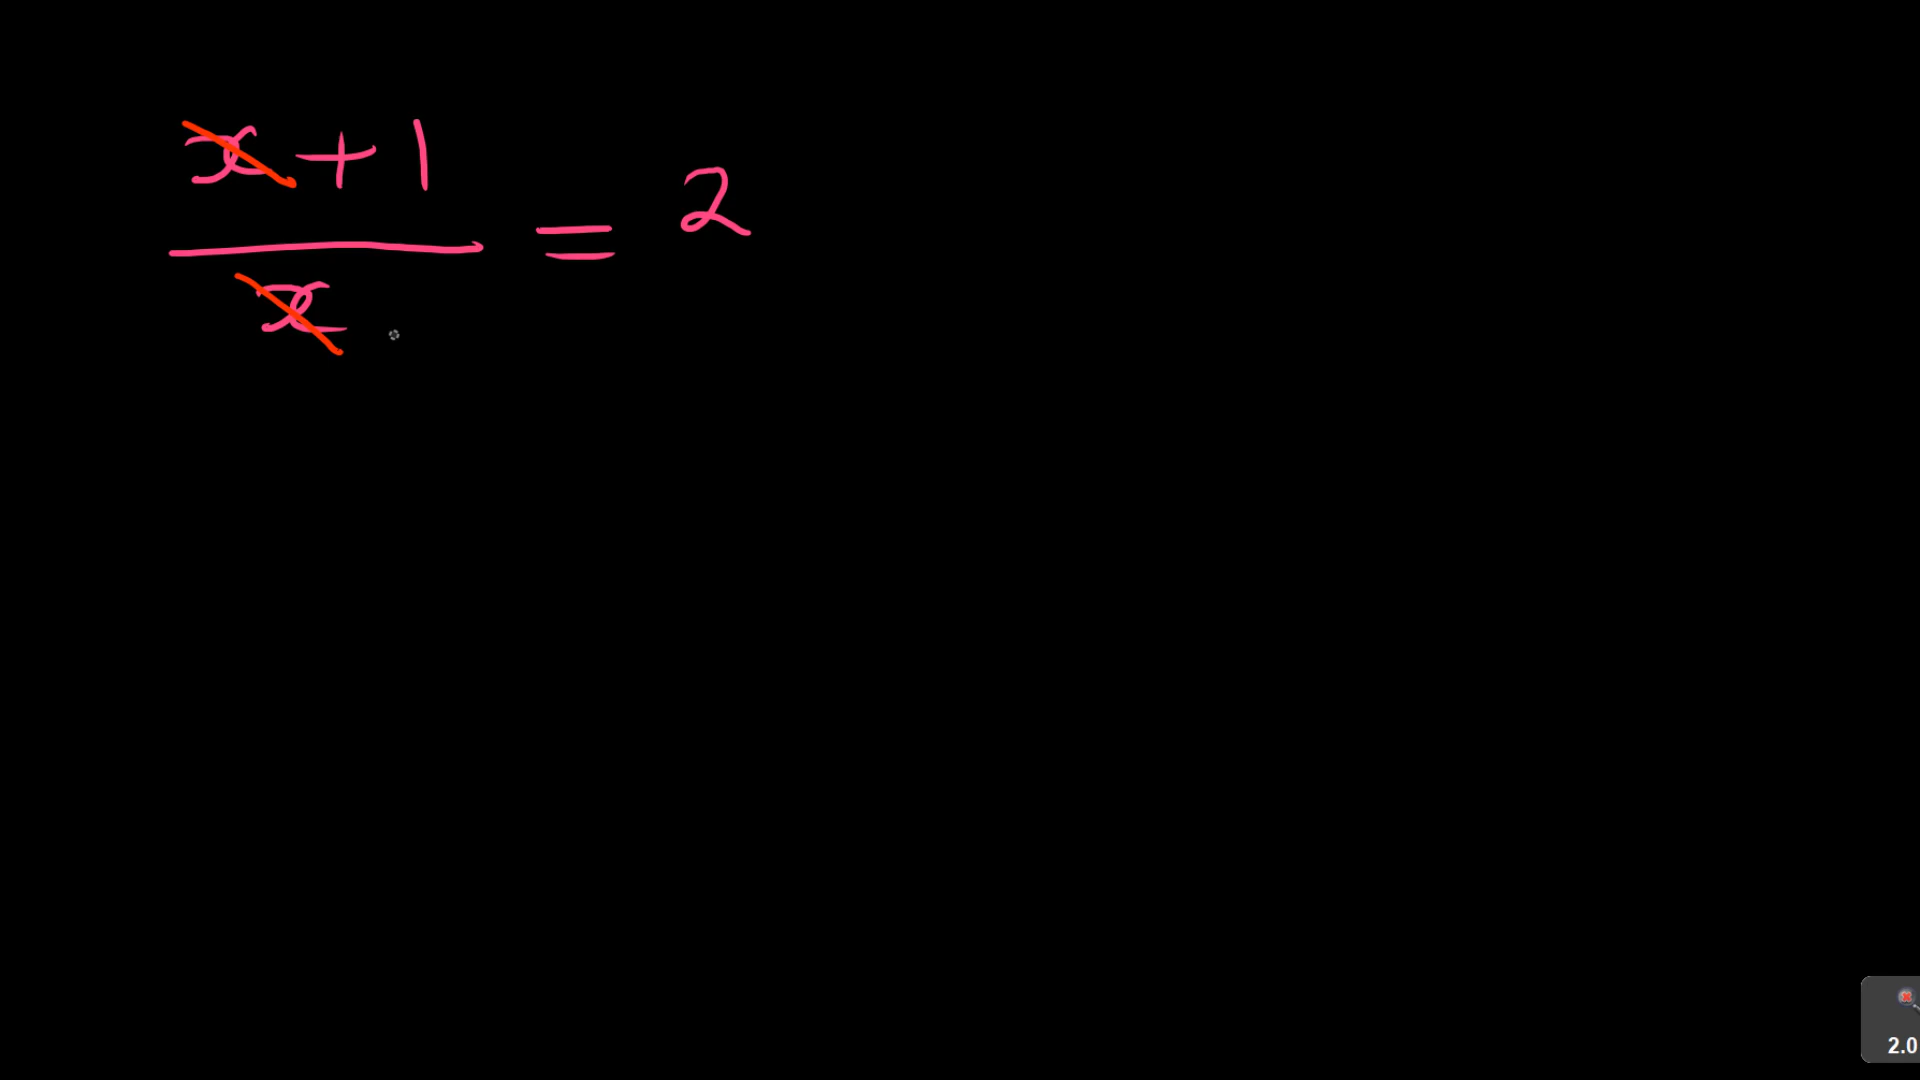 x + 1
= 2
x
2.0